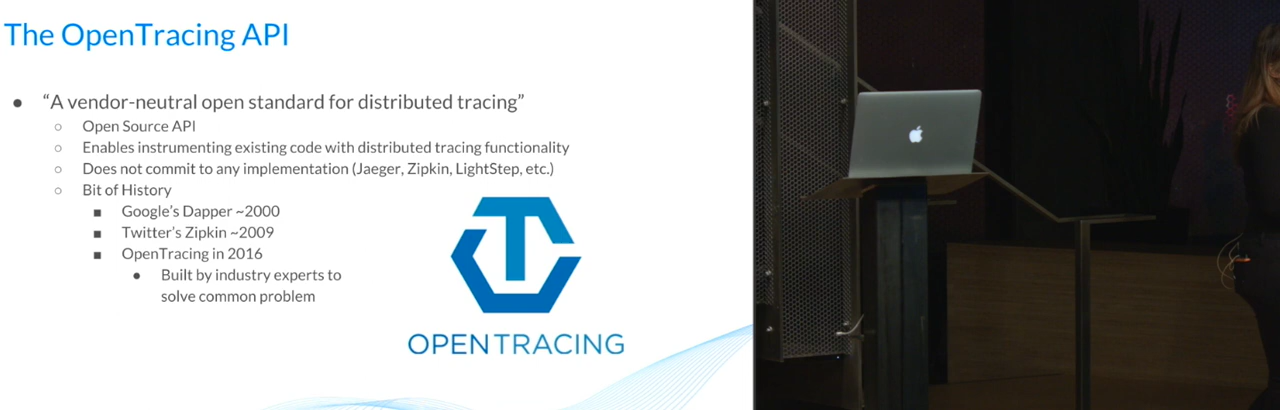 The OpenTracing API
● “A vendor-neutral open standard for distributed tracing”
○ Open Source API
○ Enables instrumenting existing code with distributed tracing functionality
○ Does not commit to any implementation (Jaeger, Zipkin, LightStep, etc.)
○ Bit of History
■ Google’s Dapper ~2000
■ Twitter’s Zipkin ~2009
■ OpenTracing in 2016
● Built by industry experts to
solve common problem
OPENTRACING